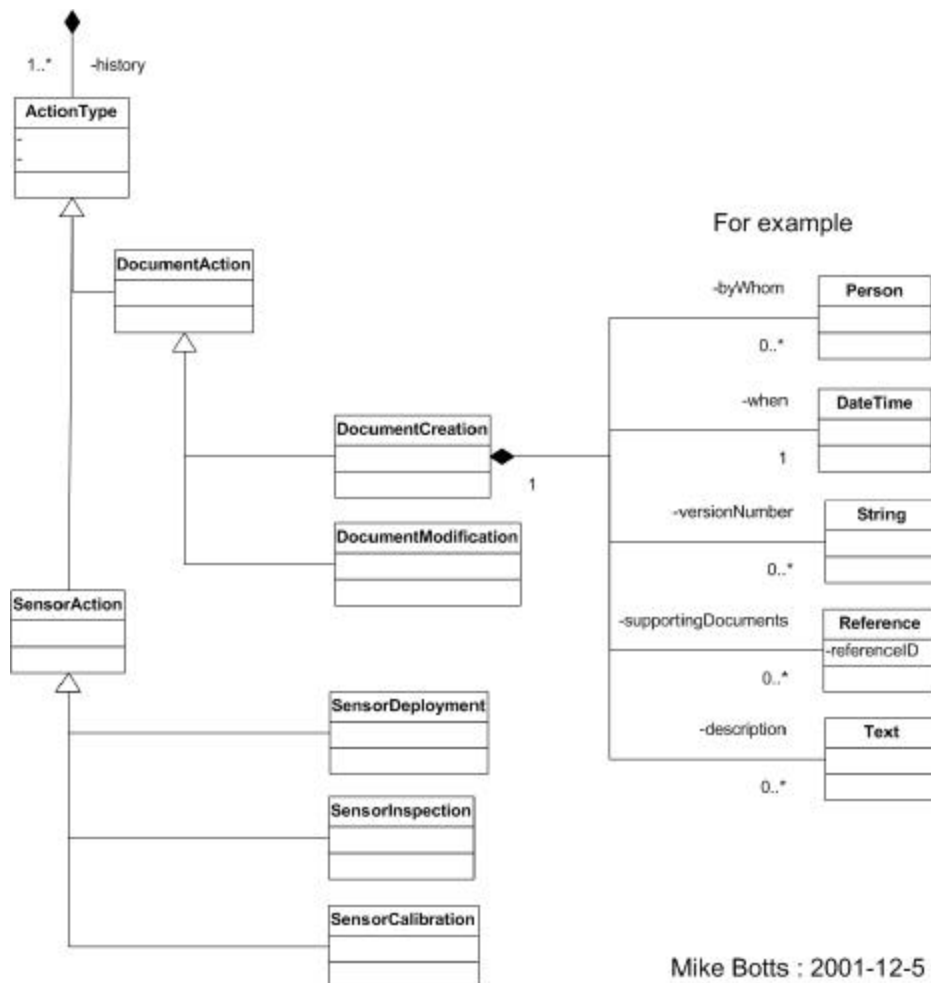 1..*
-history
ActionType
-
-
For example
DocumentAction
-byWhom
Person
0..*
-when
DateTime
DocumentCreation
1
1
-versionNumber
String
DocumentModification
0..*
SensorAction
-supportingDocuments
Reference
-referenceID
0..*
SensorDeployment
-description
Text
0..*
SensorInspection
SensorCalibration
Mike Botts : 2001-12-5